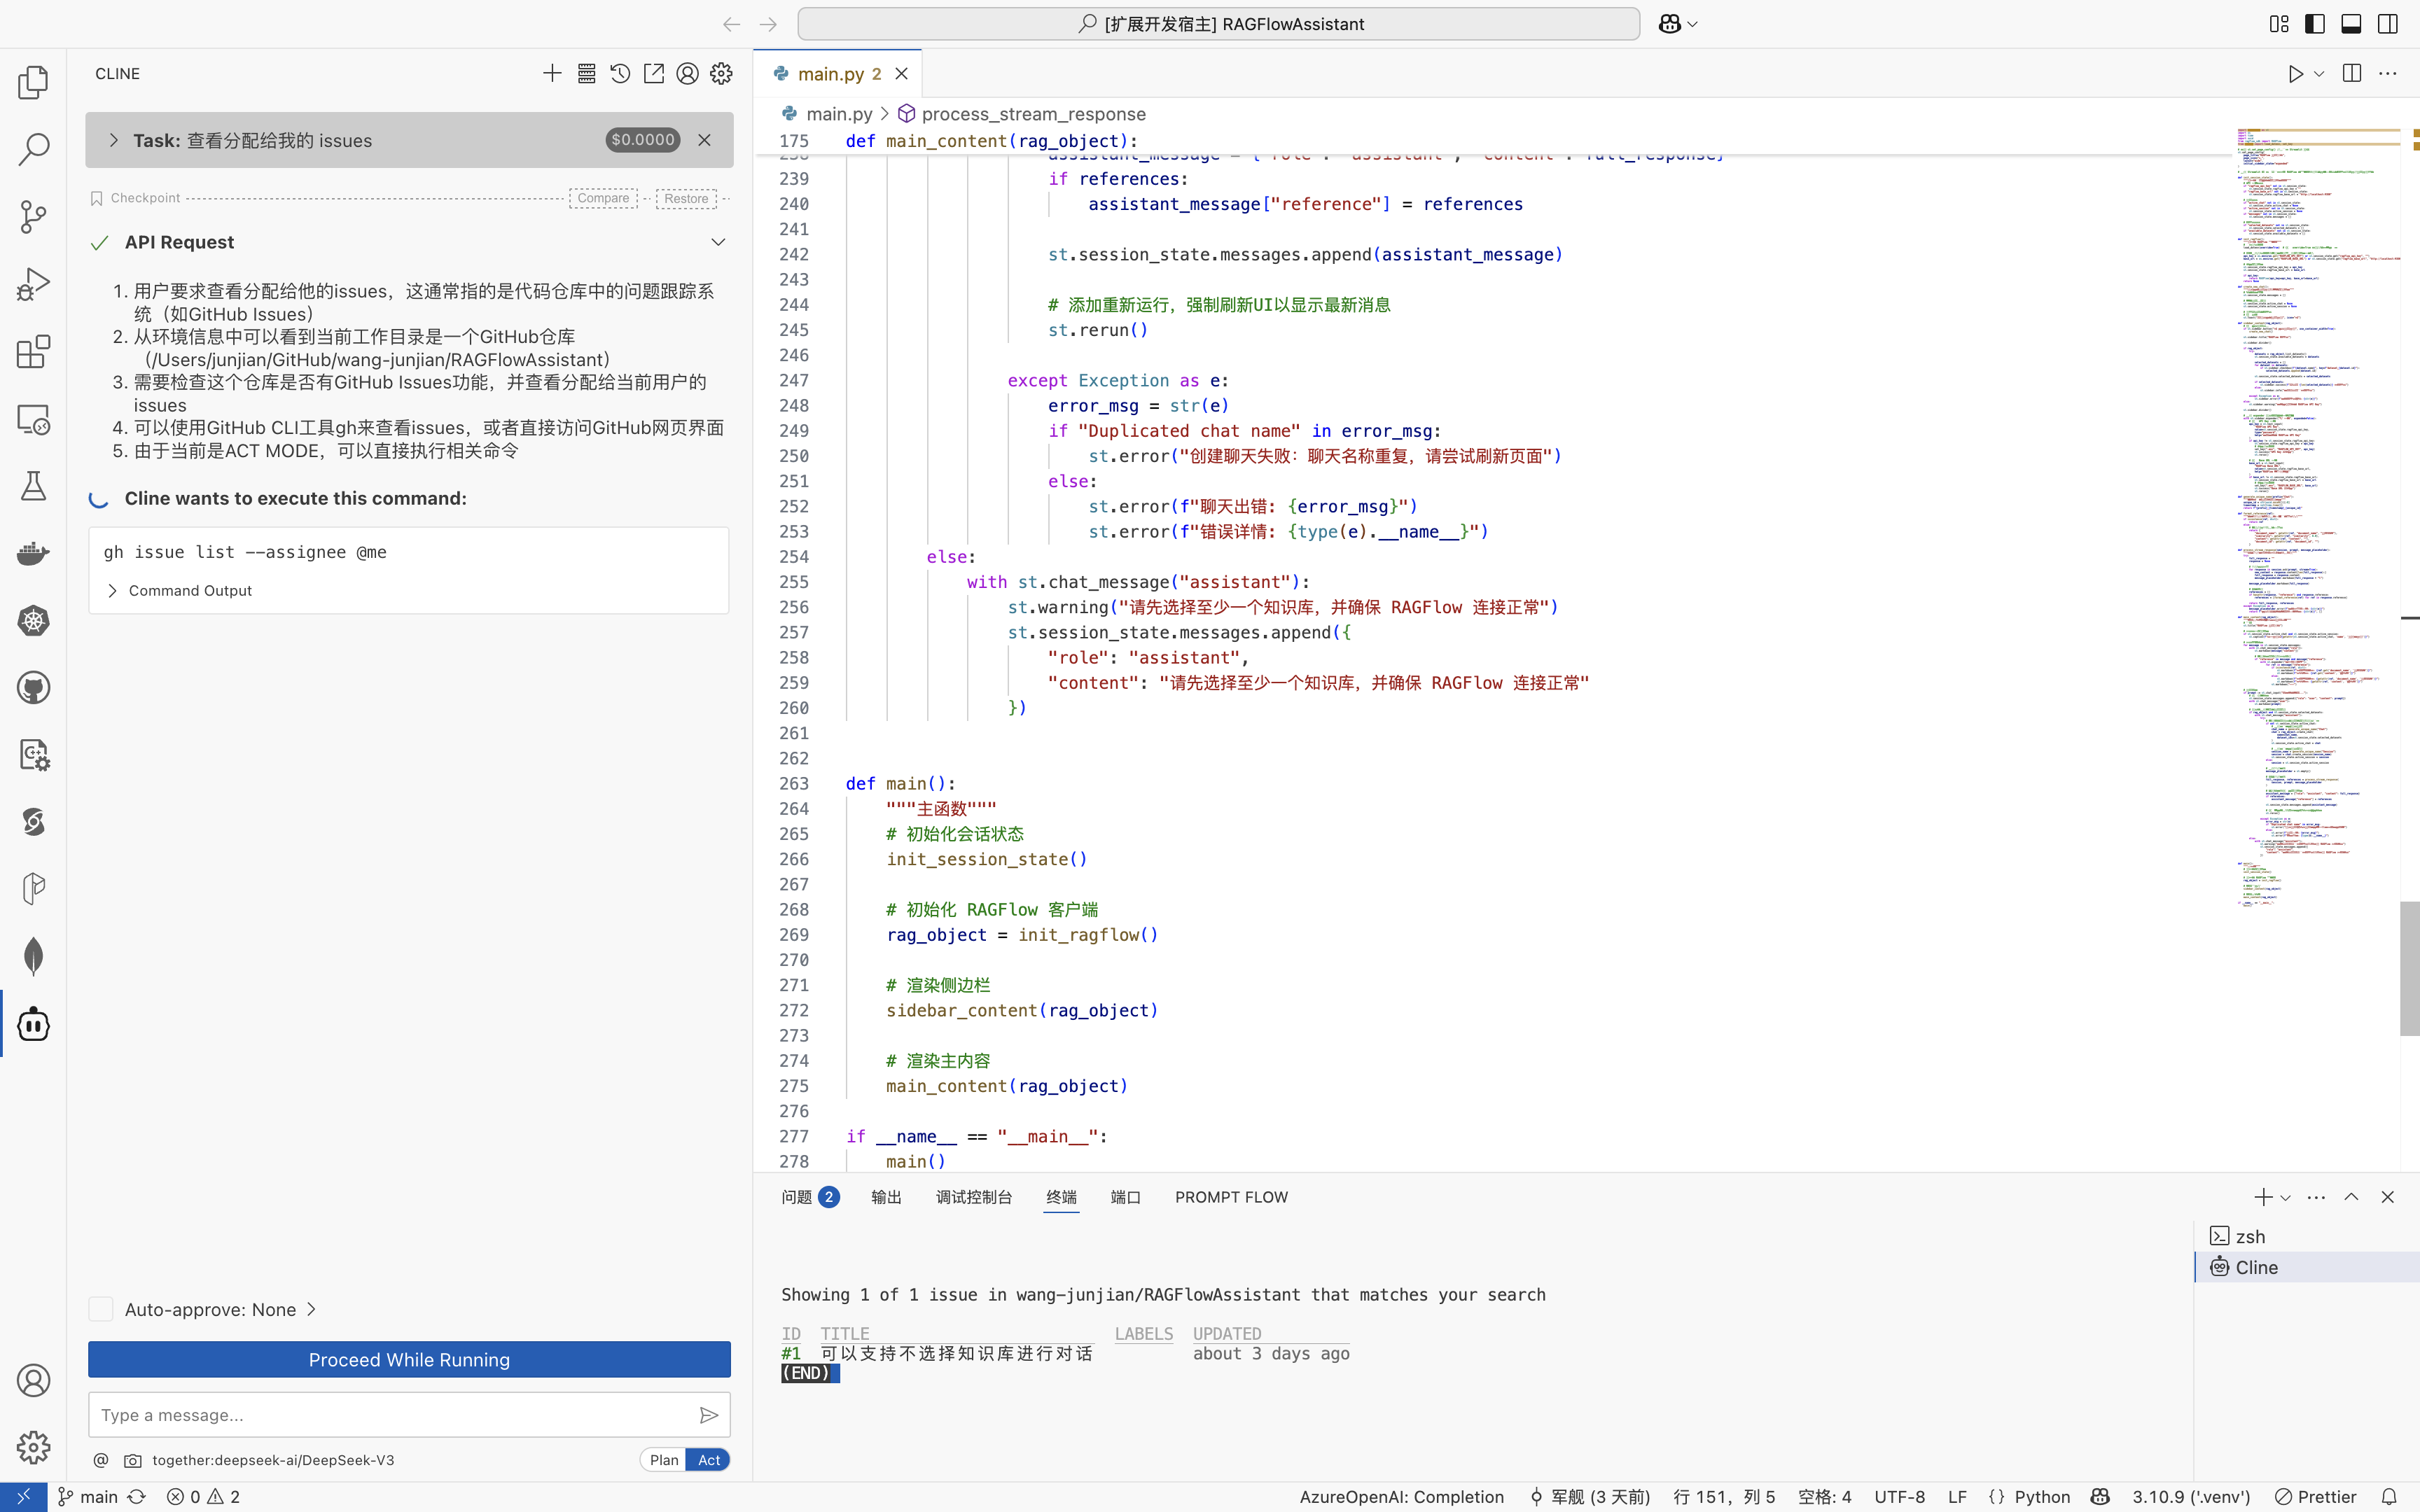 [扩展开发宿主] RAGFlowAssistant
CLINE
Task: 查看分配给我的 issues
$0.0000
Checkpoint
Compare
Restore
API Request
1. 用户要求查看分配给他的issues，这通常指的是代码仓库中的问题跟踪系
统（如GitHub Issues）
2. 从环境信息中可以看到当前工作目录是一个GitHub仓库
（/Users/junjian/GitHub/wang-junjian/RAGFlowAssistant）
3. 需要检查这个仓库是否有GitHub Issues功能，并查看分配给当前用户的
issues
4. 可以使用GitHub CLI工具gh来查看issues，或者直接访问GitHub网页界面
5. 由于当前是ACT MODE，可以直接执行相关命令
Cline wants to execute this command:
gh issue list --assignee @me
Command Output
Auto-approve: None
Proceed While Running
Type a message...
@ together:deepseek-ai/DeepSeek-V3
Plan Act
main.py 2
main.py > process_stream_response
175 def main_content(rag_object):
239 if references:
240 assistant_message["reference"] = references
241
242 st.session_state.messages.append(assistant_message)
243
244 # 添加重新运行，强制刷新UI以显示最新消息
245 st.rerun()
246
247 except Exception as e:
248 error_msg = str(e)
249 if "Duplicated chat name" in error_msg:
250 st.error("创建聊天失败：聊天名称重复，请尝试刷新页面")
251 else:
252 st.error(f"聊天出错: {error_msg}")
253 st.error(f"错误详情: {type(e).__name__}")
254 else:
255 with st.chat_message("assistant"):
256 st.warning("请先选择至少一个知识库，并确保 RAGFlow 连接正常")
257 st.session_state.messages.append({
258 "role": "assistant",
259 "content": "请先选择至少一个知识库，并确保 RAGFlow 连接正常"
260 })
261
262
263 def main():
264 """主函数"""
265 # 初始化会话状态
266 init_session_state()
267
268 # 初始化 RAGFlow 客户端
269 rag_object = init_ragflow()
270
271 # 渲染侧边栏
272 sidebar_content(rag_object)
273
274 # 渲染主内容
275 main_content(rag_object)
276
277 if __name__ == "__main__":
278 main()
问题 2 输出 调试控制台 终端 端口 PROMPT FLOW
Showing 1 of 1 issue in wang-junjian/RAGFlowAssistant that matches your search
ID TITLE LABELS UPDATED
#1 可以支持不选择知识库进行对话 about 3 days ago
(END)
zsh
Cline
main 0 2 AzureOpenAI: Completion 军舰 (3 天前) 行 151，列 5 空格: 4 UTF-8 LF {} Python 3.10.9 ('.venv') Prettier